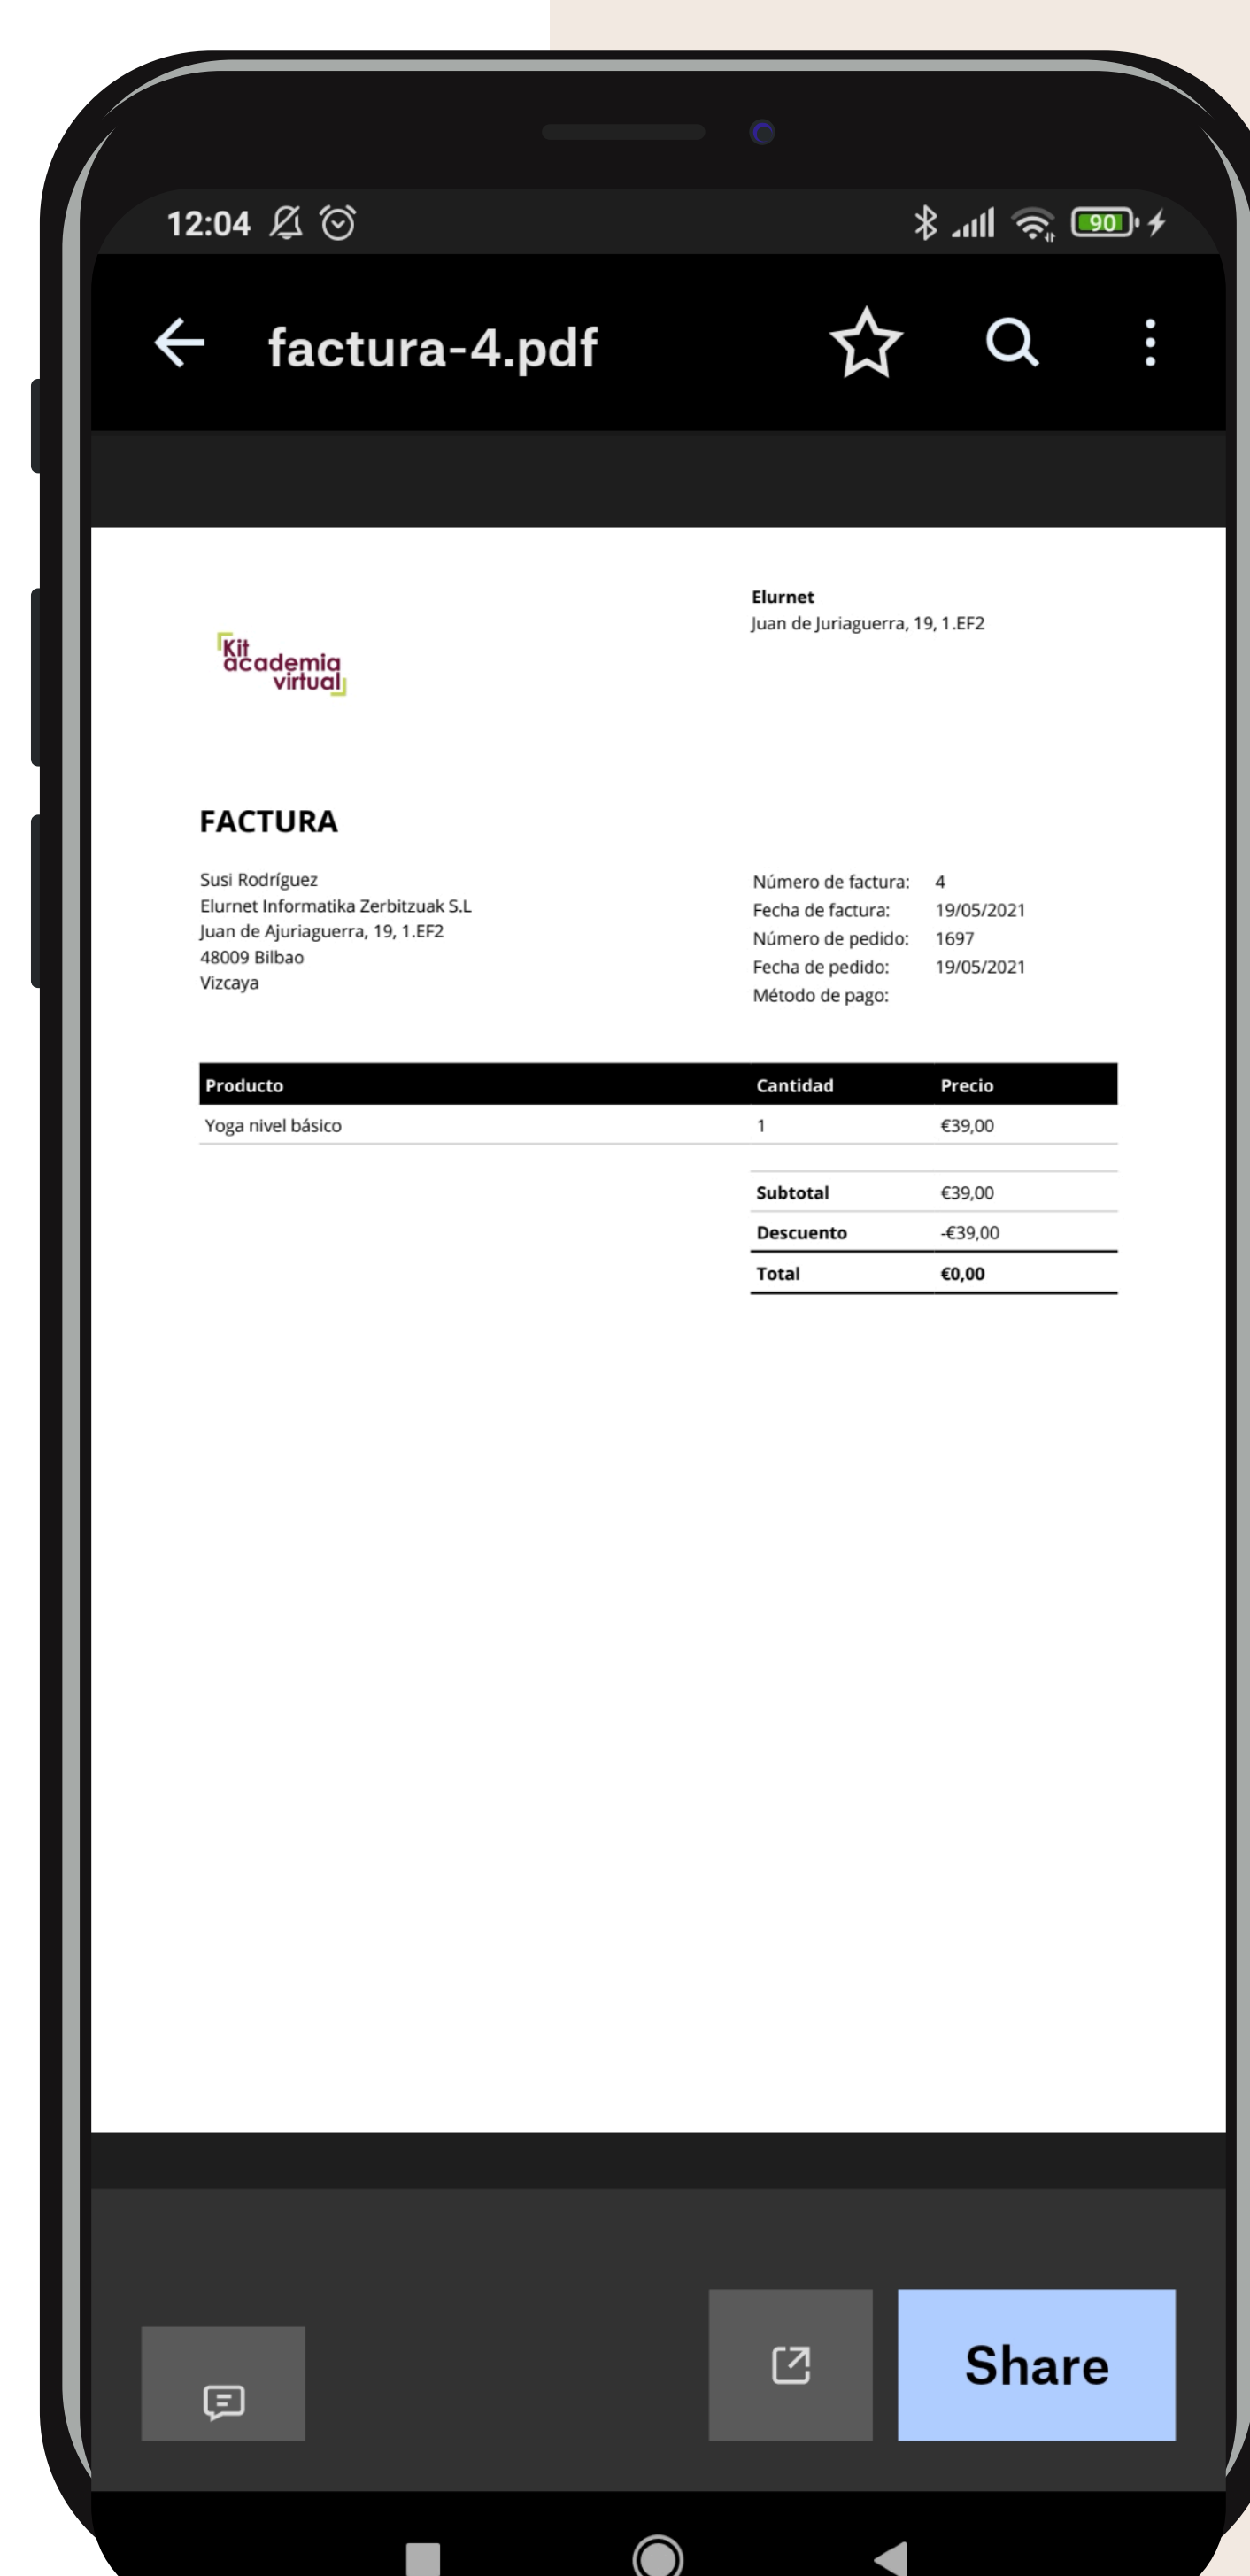 12:04
90
factura-4.pdf
Elurnet
Juan de Juriaguerra, 19, 1.EF2
Kit
academia
virtual
FACTURA
Susi Rodríguez
Elurnet Informatika Zerbitzuak S.L
Juan de Ajuriaguerra, 19, 1.EF2
48009 Bilbao
Vizcaya
Número de factura: 4
Fecha de factura: 19/05/2021
Número de pedido: 1697
Fecha de pedido: 19/05/2021
Método de pago:
Producto Cantidad Precio
Yoga nivel básico 1 €39,00
Subtotal €39,00
Descuento -€39,00
Total €0,00
Share